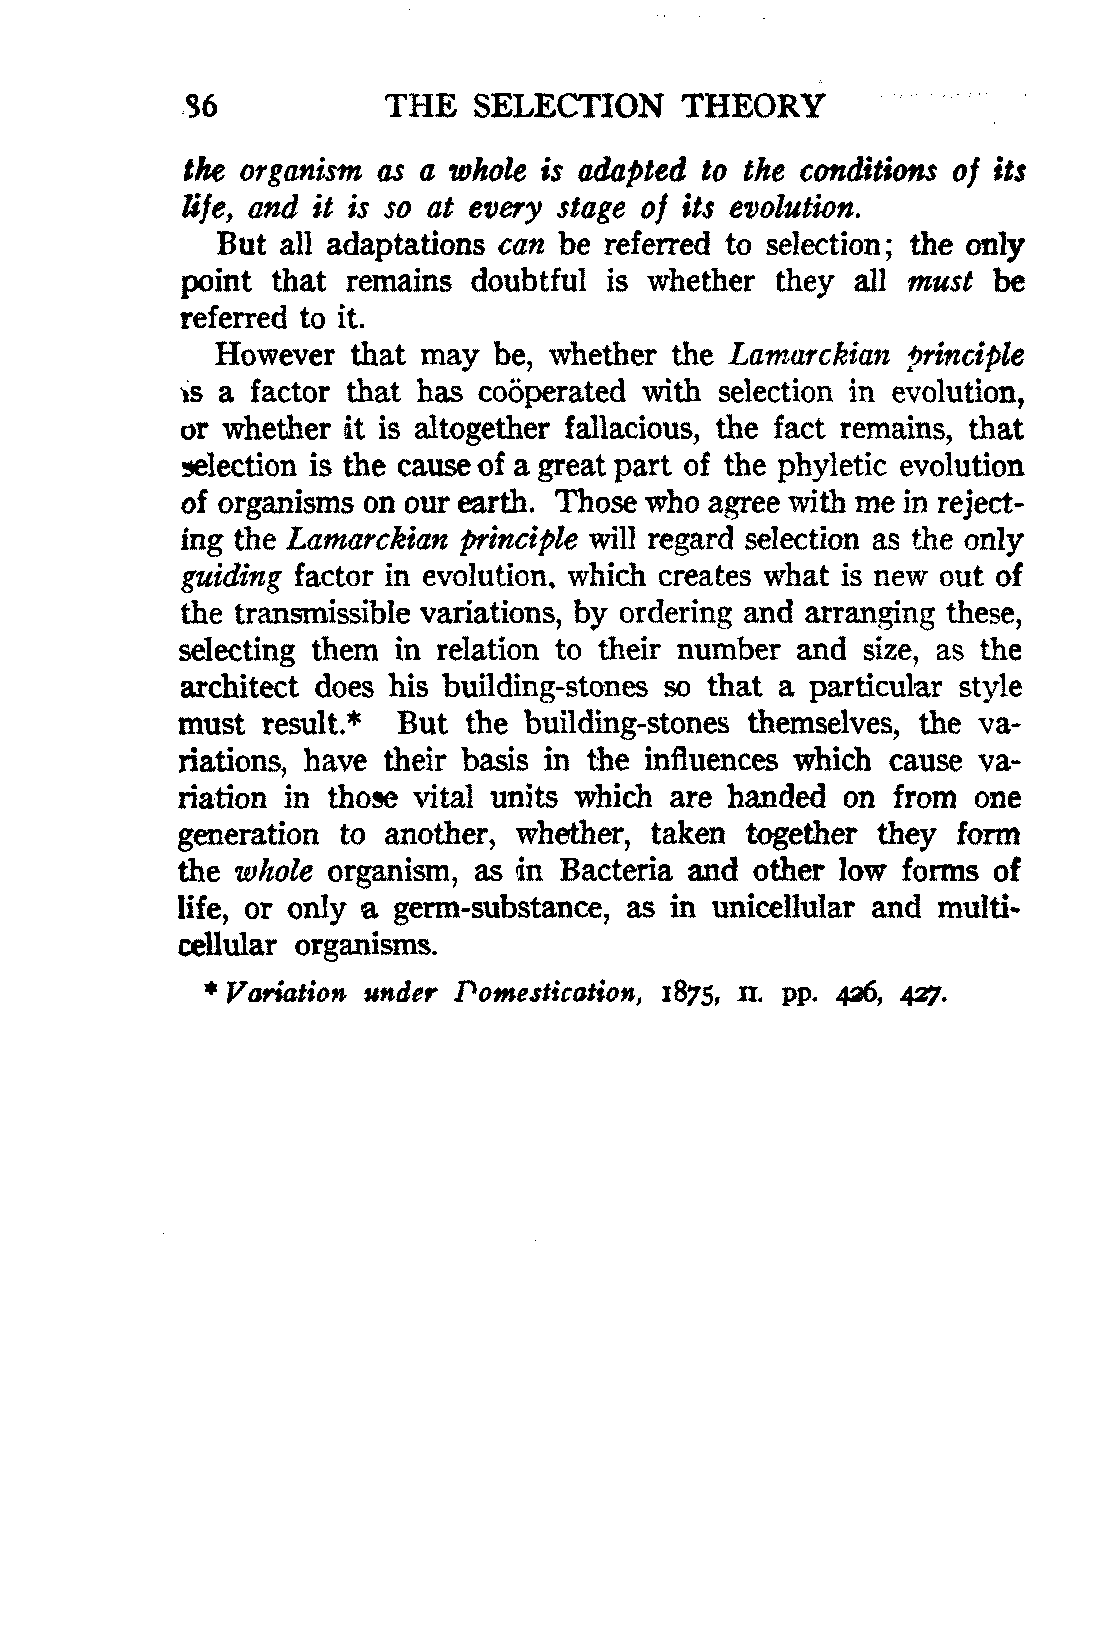 86 THE SELECTION THEORY
the organism as a whole is adapted to the conditions of its
life, and it is so at every stage of its evolution.
But all adaptations can be referred to selection; the only
point that remains doubtful is whether they all must be
referred to it.
However that may be, whether the Lamarckian principle
is a factor that has coöperated with selection in evolution,
or whether it is altogether fallacious, the fact remains, that
selection is the cause of a great part of the phyletic evolution
of organisms on our earth. Those who agree with me in reject-
ing the Lamarckian principle will regard selection as the only
guiding factor in evolution, which creates what is new out of
the transmissible variations, by ordering and arranging these,
selecting them in relation to their number and size, as the
architect does his building-stones so that a particular style
must result.* But the building-stones themselves, the va-
riations, have their basis in the influences which cause va-
riation in those vital units which are handed on from one
generation to another, whether, taken together they form
the whole organism, as in Bacteria and other low forms of
life, or only a germ-substance, as in unicellular and multi-
cellular organisms.
* Variation under Domestication, 1875, II. pp. 426, 427.